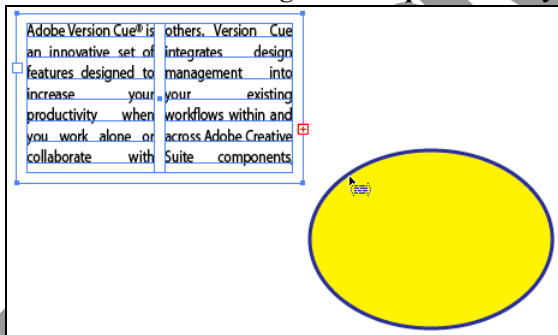 Adobe Version Cue® is
an innovative set of
features designed to
increase your
productivity when
you work alone or
collaborate with
others. Version Cue
integrates design
management into
your existing
workflows within and
across Adobe Creative
Suite components,